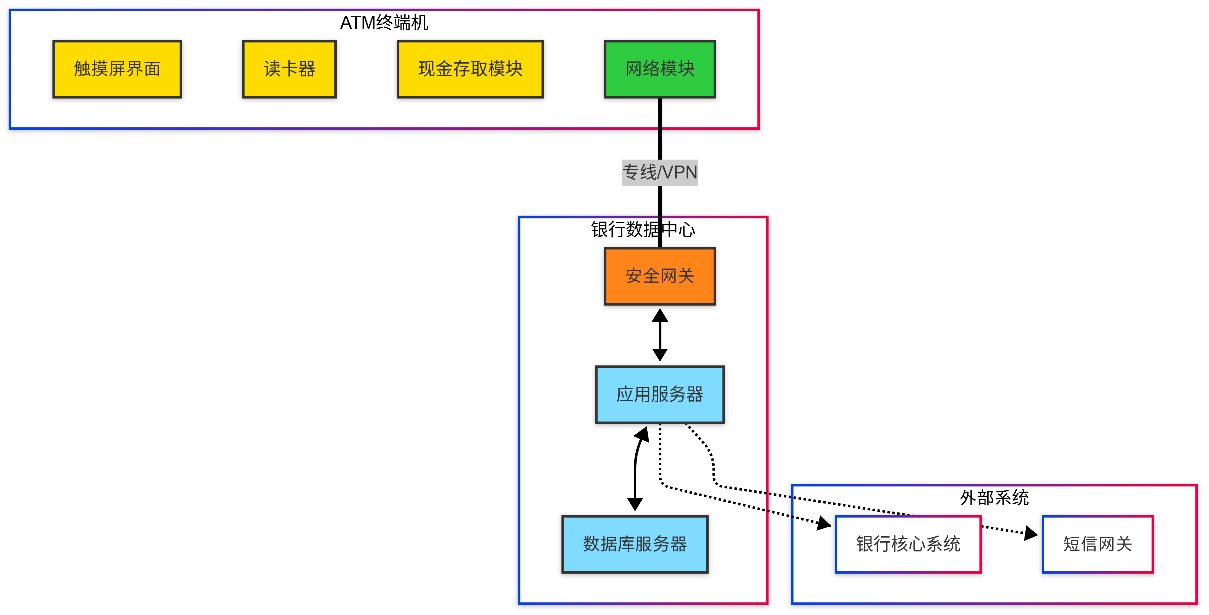 ATM终端机
触摸屏界面
读卡器
现金存取模块
网络模块
专线/VPN
银行数据中心
安全网关
应用服务器
数据库服务器
外部系统
银行核心系统
短信网关